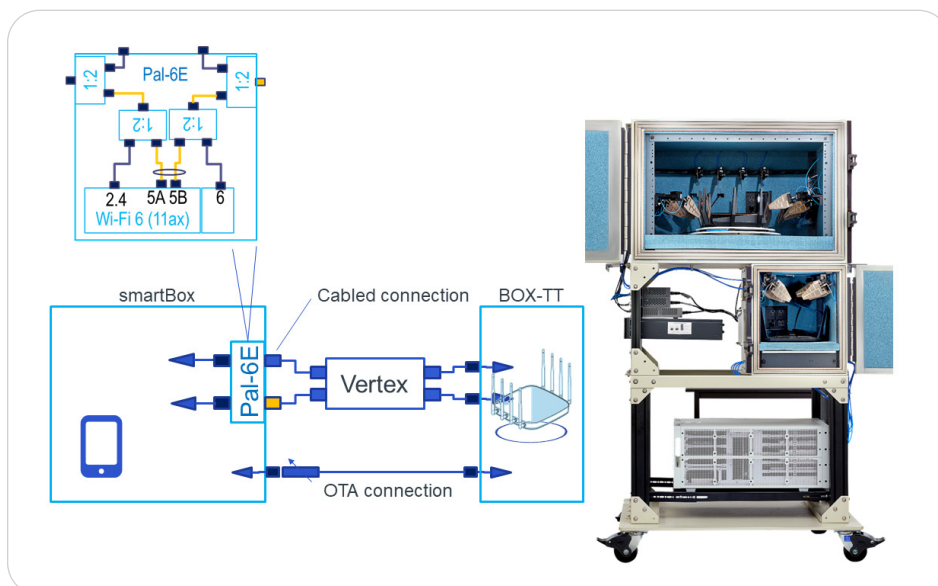 1:2
Pal-6E
1:2
1:2
1:2
2.4
5A
5B
6
Wi-Fi 6 (11ax)
smartBox
Cabled connection
BOX-TT
Pal-6E
Vertex
OTA connection